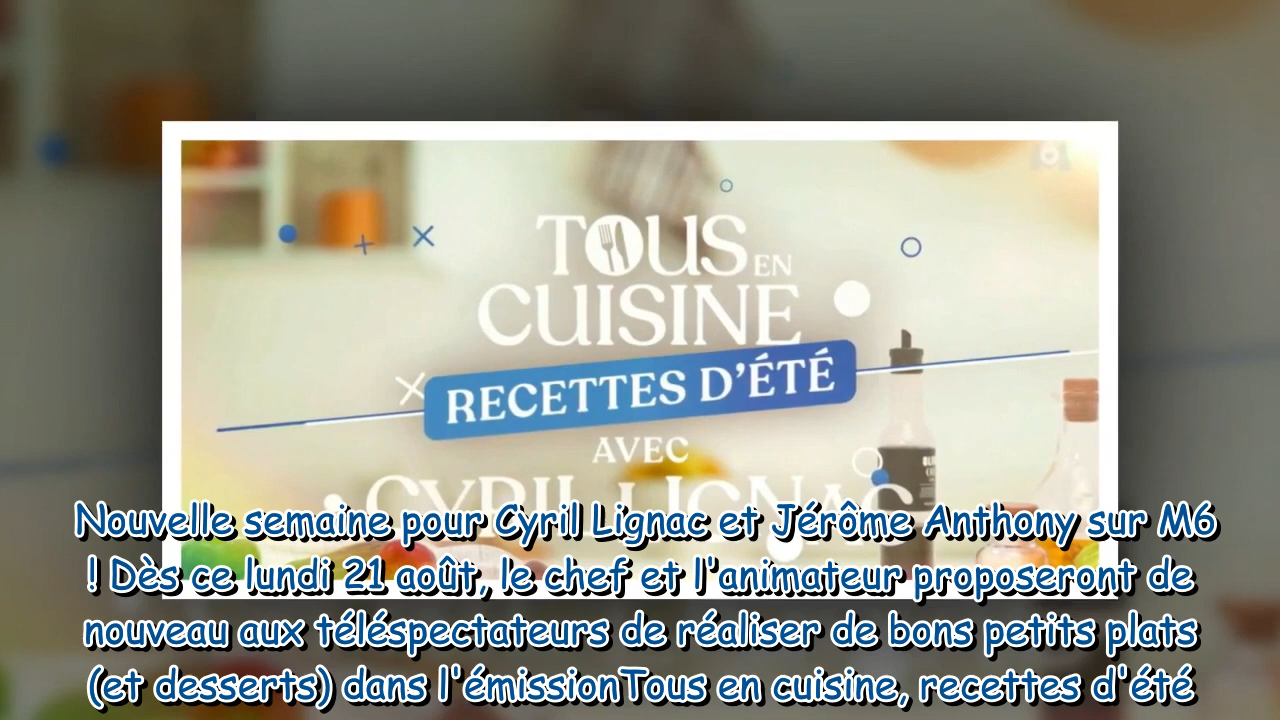 TOUS EN
CUISINE
RECETTES D'ÉTÉ
AVEC
CYRIL LIGNAC
Nouvelle semaine pour Cyril Lignac et Jérôme Anthony sur M6
! Dès ce lundi 21 août, le chef et l'animateur proposeront de
nouveau aux téléspectateurs de réaliser de bons petits plats
(et desserts) dans l'émissionTous en cuisine, recettes d'été